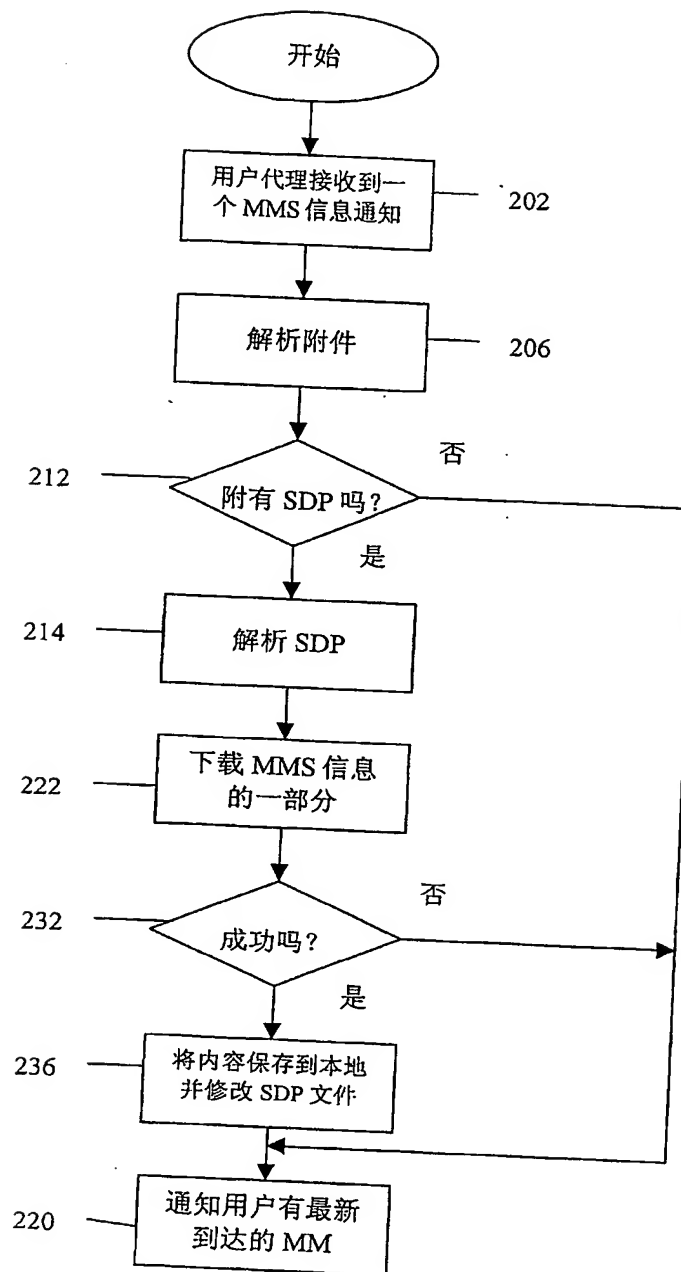 开始
用户代理接收到一
个 MMS 信息通知
202
解析附件
206
否
212
附有 SDP 吗？
是
214
解析 SDP
222
下载 MMS 信息
的一部分
否
232
成功吗？
是
236
将内容保存到本地
并修改 SDP 文件
220
通知用户有最新
到达的 MM